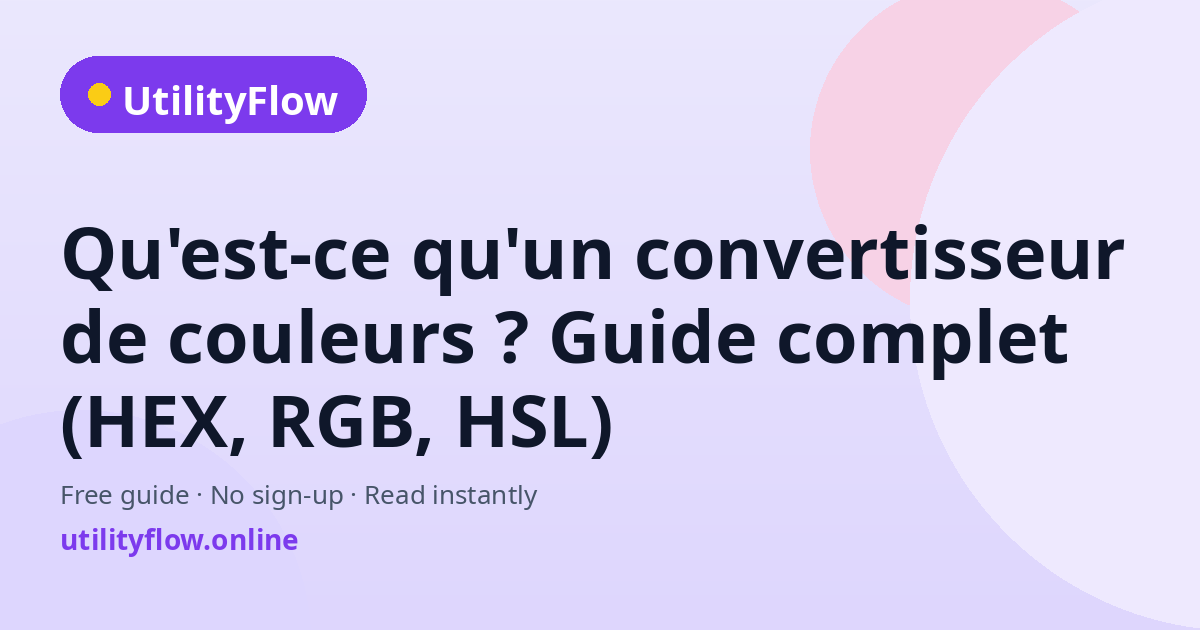 UtilityFlow
Qu'est-ce qu'un convertisseur
de couleurs ? Guide complet
(HEX, RGB, HSL)
Free guide · No sign-up · Read instantly
utilityflow.online